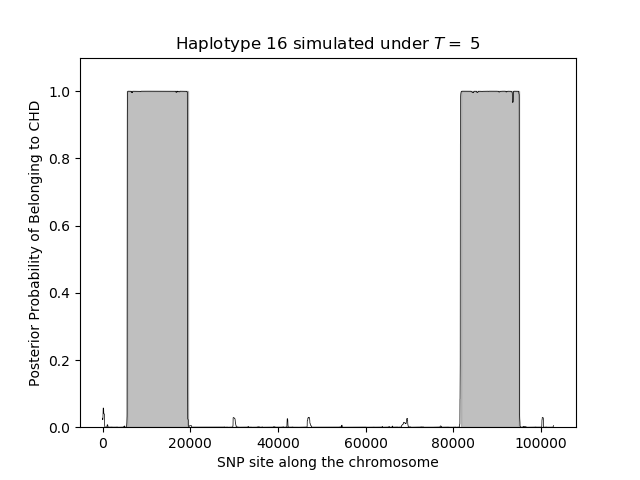 Haplotype 16 simulated under T = 5
Posterior Probability of Belonging to CHD
1.0
0.8
0.6
0.4
0.2
0.0
0 20000 40000 60000 80000 100000
SNP site along the chromosome